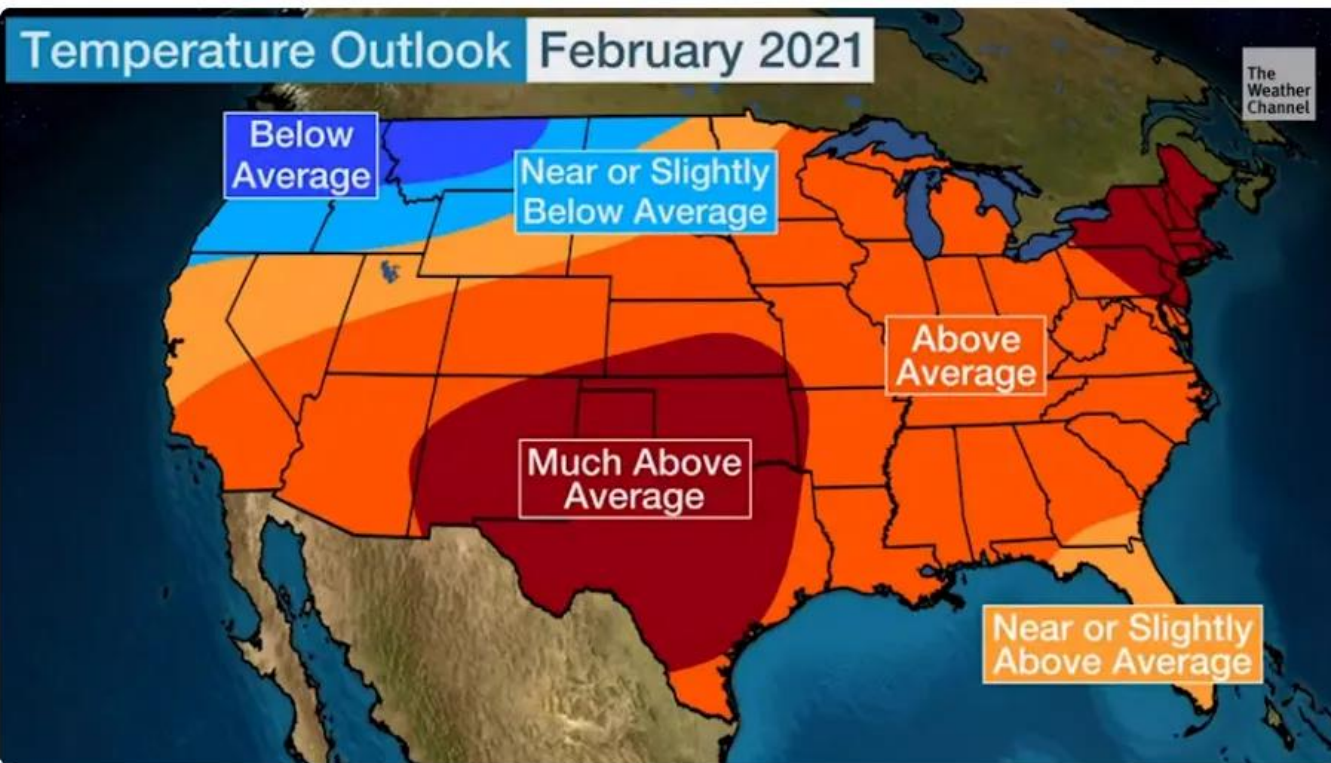 Temperature Outlook February 2021
The
Weather
Channel
Below
Average
Near or Slightly
Below Average
Above
Average
Much Above
Average
Near or Slightly
Above Average